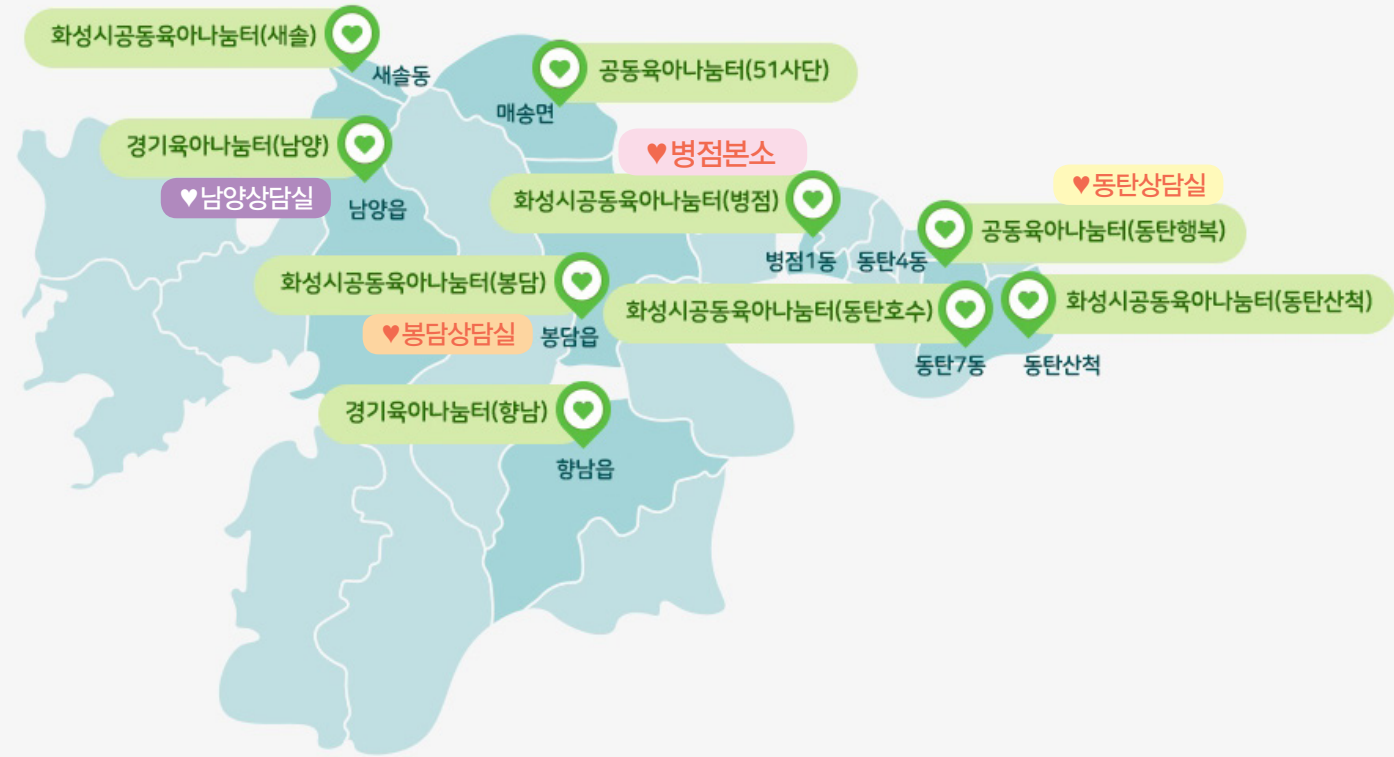 화성시공동육아나눔터(새솔)
새솔동
공동육아나눔터(51사단)
매송면
경기육아나눔터(남양)
♥남양상담실
남양읍
♥병점본소
화성시공동육아나눔터(병점)
병점1동
♥동탄상담실
공동육아나눔터(동탄행복)
동탄4동
화성시공동육아나눔터(봉담)
♥봉담상담실
봉담읍
화성시공동육아나눔터(동탄호수)
동탄7동
화성시공동육아나눔터(동탄산척)
동탄산척
경기육아나눔터(향남)
향남읍